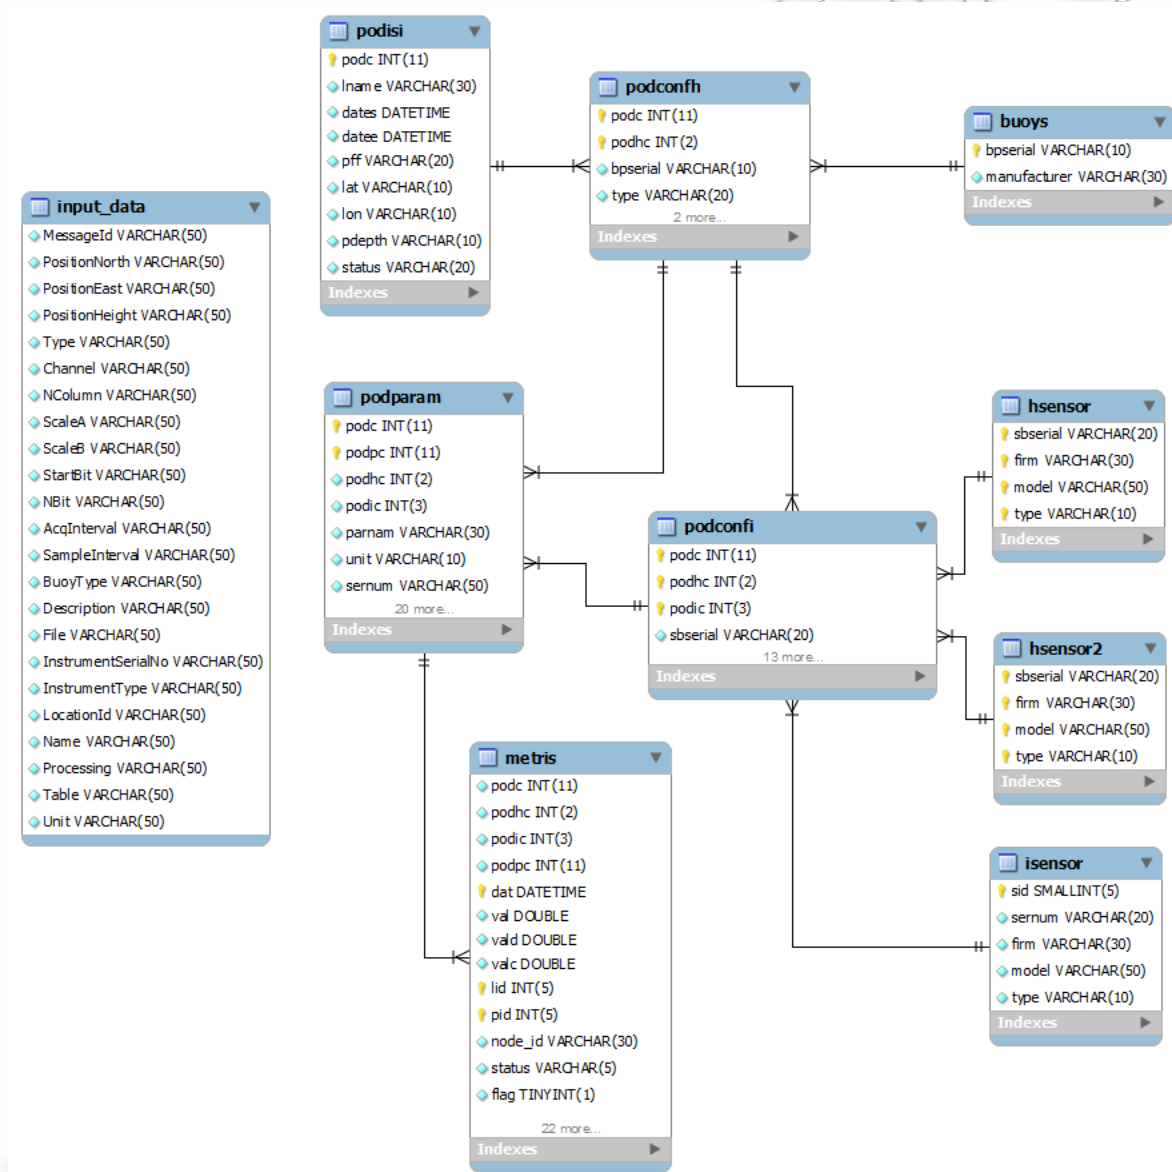 podisi
podc INT(11)
lname VARCHAR(30)
dates DATETIME
datee DATETIME
pff VARCHAR(20)
lat VARCHAR(10)
lon VARCHAR(10)
pdepth VARCHAR(10)
status VARCHAR(20)
Indexes
podconfh
podc INT(11)
podhc INT(2)
bpserial VARCHAR(10)
type VARCHAR(20)
2 more...
Indexes
buoys
bpserial VARCHAR(10)
manufacturer VARCHAR(30)
Indexes
input_data
MessageId VARCHAR(50)
PositionNorth VARCHAR(50)
PositionEast VARCHAR(50)
PositionHeight VARCHAR(50)
Type VARCHAR(50)
Channel VARCHAR(50)
NColumn VARCHAR(50)
ScaleA VARCHAR(50)
ScaleB VARCHAR(50)
StartBit VARCHAR(50)
NBit VARCHAR(50)
AcqInterval VARCHAR(50)
SampleInterval VARCHAR(50)
BuoyType VARCHAR(50)
Description VARCHAR(50)
File VARCHAR(50)
InstrumentSerialNo VARCHAR(50)
InstrumentType VARCHAR(50)
LocationId VARCHAR(50)
Name VARCHAR(50)
Processing VARCHAR(50)
Table VARCHAR(50)
Unit VARCHAR(50)
podparam
podc INT(11)
podpc INT(11)
podhc INT(2)
podic INT(3)
parnam VARCHAR(30)
unit VARCHAR(10)
sernum VARCHAR(50)
20 more...
Indexes
podconfi
podc INT(11)
podhc INT(2)
podic INT(3)
sbserial VARCHAR(20)
13 more...
Indexes
hsensor
sbserial VARCHAR(20)
firm VARCHAR(30)
model VARCHAR(50)
type VARCHAR(10)
Indexes
hsensor2
sbserial VARCHAR(20)
firm VARCHAR(30)
model VARCHAR(50)
type VARCHAR(10)
Indexes
metris
podc INT(11)
podhc INT(2)
podic INT(3)
podpc INT(11)
dat DATETIME
val DOUBLE
vald DOUBLE
valc DOUBLE
lid INT(5)
pid INT(5)
node_id VARCHAR(30)
status VARCHAR(5)
flag TINYINT(1)
22 more...
Indexes
isensor
sid SMALLINT(5)
sernum VARCHAR(20)
firm VARCHAR(30)
model VARCHAR(50)
type VARCHAR(10)
Indexes